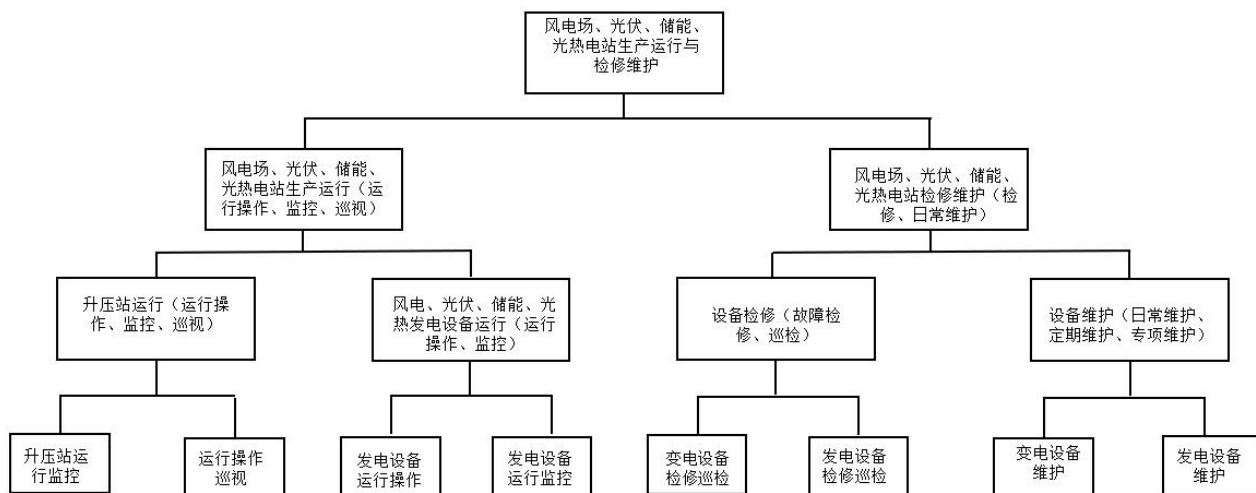 风电场、光伏、储能、
光热电站生产运行与
检修维护
风电场、光伏、储能、
光热电站生产运行（运
行操作、监控、巡视）
风电场、光伏、储能、
光热电站检修维护（检
修、日常维护）
升压站运行（运行操
作、监控、巡视）
风电、光伏、储能、光
热发电设备运行（运行
操作、监控）
设备检修（故障检
修、巡检）
设备维护（日常维护、
定期维护、专项维护）
升压站运
行监控
运行操作
巡视
发电设备
运行操作
发电设备
运行监控
变电设备
检修巡检
发电设备
检修巡检
变电设备
维护
发电设备
维护